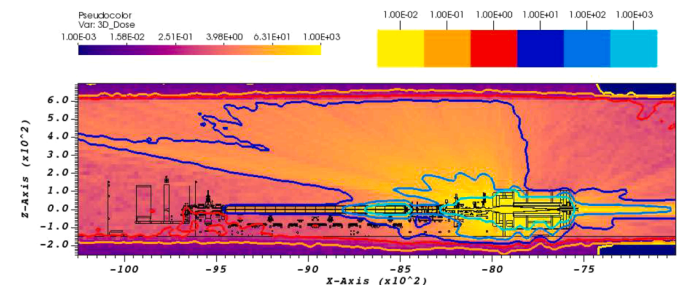 Pseudocolor
Var: 3D_Dose
1.00E-03 1.58E-02 2.51E-01 3.98E+00 6.31E+01 1.00E+03
1.00E-02 1.00E-01 1.00E+00 1.00E+01 1.00E+02 1.00E+03
Z-Axis (x10^2)
6.0
5.0
4.0
3.0
2.0
1.0
0.0
-1.0
-2.0
-100 -95 -90 -85 -80 -75
X-Axis (x10^2)